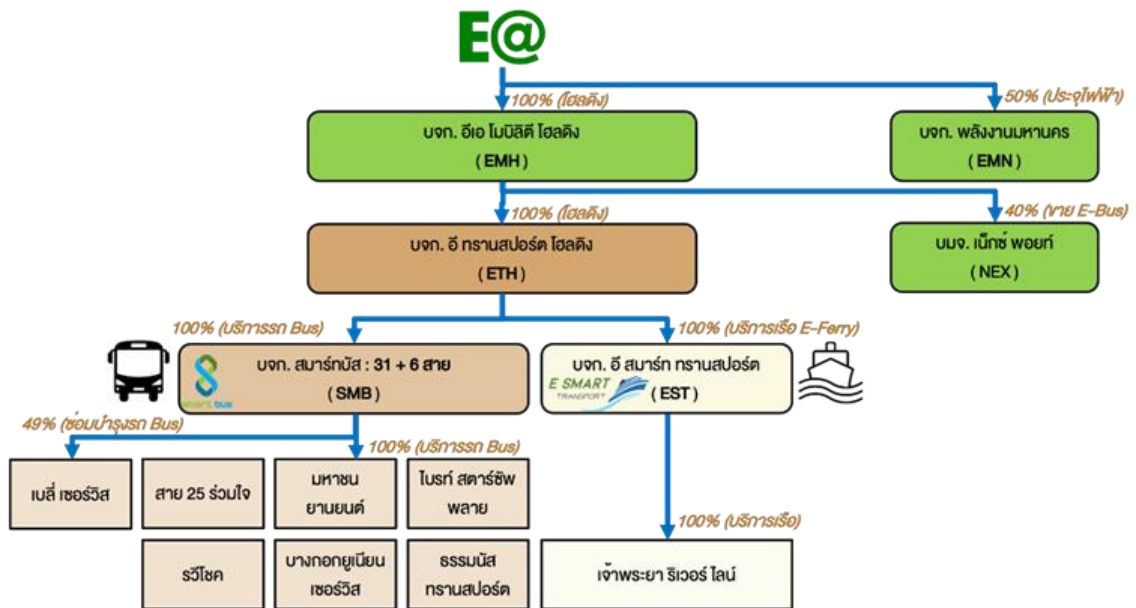 E@
100% (โฮลดิง)
50% (ประจุไฟฟ้า)
บจก. อีเอ โมบิลิตี โฮลดิง
(EMH)
บจก. พลังงานมหานคร
(EMN)
100% (โฮลดิง)
40% (ขาย E-Bus)
บจก. อี ทรานสปอร์ต โฮลดิง
(ETH)
บมจ. เน็กซ์ พอยท์
(NEX)
100% (บริการรถ Bus)
100% (บริการเรือ E-Ferry)
บจก. สมาร์ทบัส : 31 + 6 สาย
(SMB)
smart bus
บจก. อี สมาร์ท ทรานสปอร์ต
(EST)
E SMART
TRANSPORT
49% (ซ่อมบำรุงรถ Bus)
100% (บริการรถ Bus)
เบลี่ เซอร์วิส
สาย 25 ร่วมใจ
มหาชน
ยานยนต์
ไบรท์ สตาร์ซัพ
พลาย
100% (บริการเรือ)
รวีโชค
บางกอกยูเนียน
เซอร์วิส
ธรรมนัส
ทรานสปอร์ต
เจ้าพระยา ริเวอร์ ไลน์